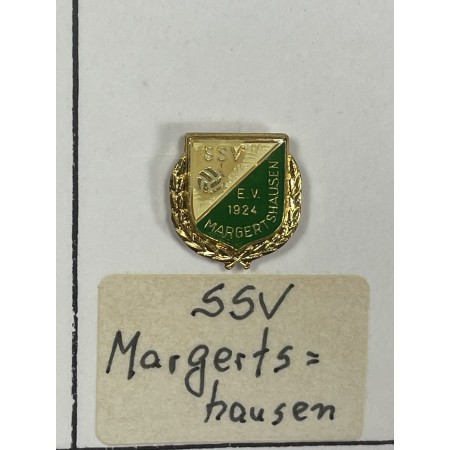 SSV
E.V.
1924
MARGERTSHAUSEN
SSV
Margerts=
hausen